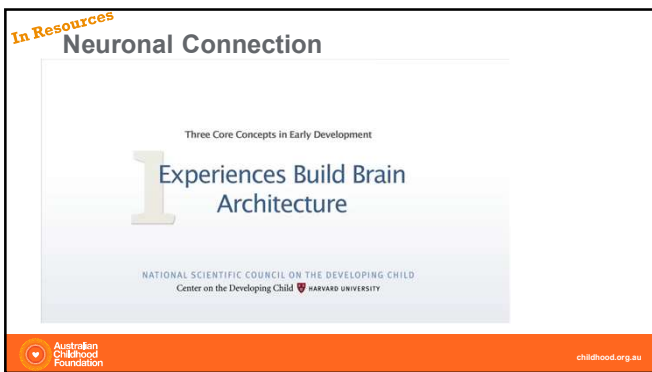 In Resources
Neuronal Connection
Three Core Concepts in Early Development
1
Experiences Build Brain
Architecture
NATIONAL SCIENTIFIC COUNCIL ON THE DEVELOPING CHILD
Center on the Developing Child HARVARD UNIVERSITY
Australian
Childhood
Foundation
childhood.org.au